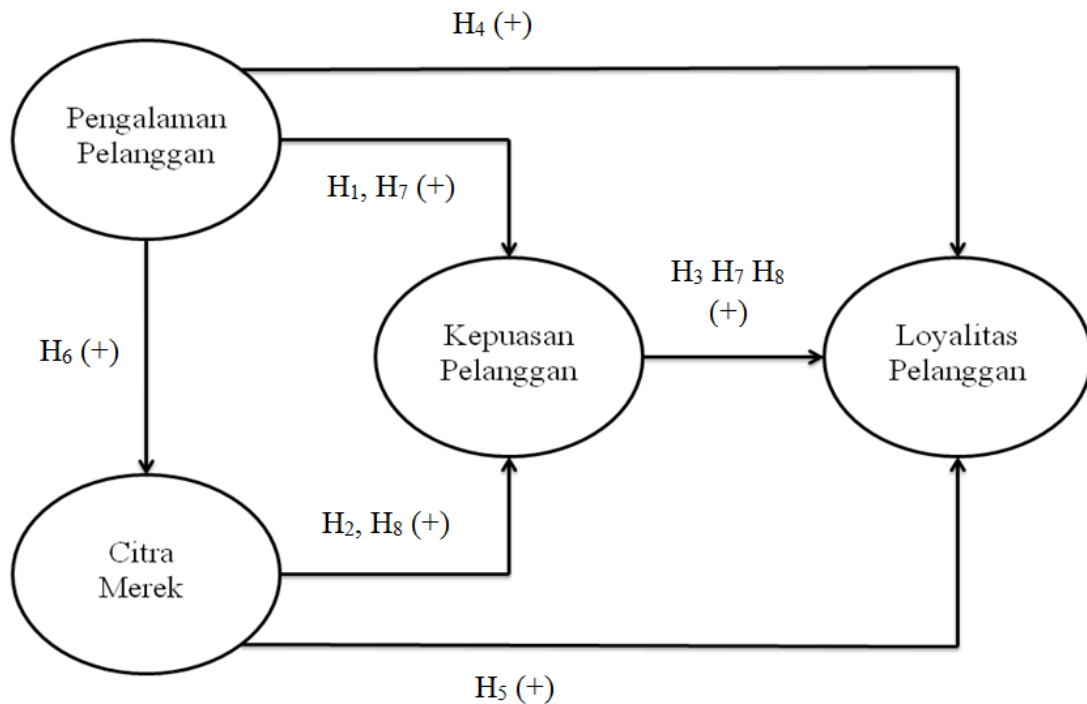 H₄ (+)
Pengalaman
Pelanggan
H₁, H₇ (+)
H₃ H₇ H₈
(+)
Kepuasan
Pelanggan
Loyalitas
Pelanggan
H₆ (+)
H₂, H₈ (+)
Citra
Merek
H₅ (+)